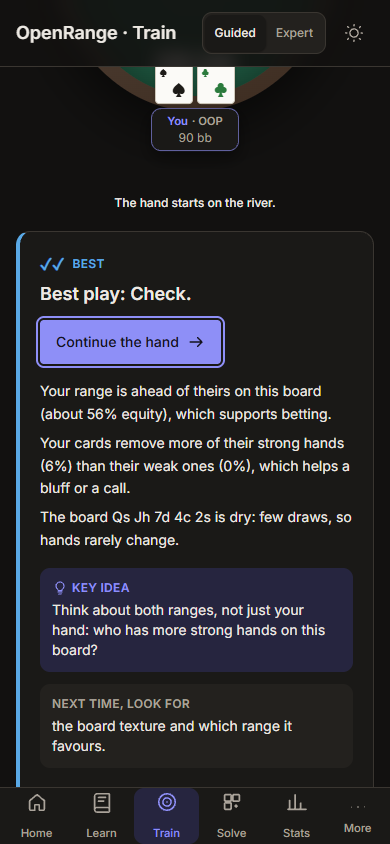 OpenRange · Train
Guided
Expert
You · OOP
90 bb
The hand starts on the river.
BEST
Best play: Check.
Continue the hand →
Your range is ahead of theirs on this board
(about 56% equity), which supports betting.
Your cards remove more of their strong hands
(6%) than their weak ones (0%), which helps a
bluff or a call.
The board Qs Jh 7d 4c 2s is dry: few draws, so
hands rarely change.
KEY IDEA
Think about both ranges, not just your
hand: who has more strong hands on this
board?
NEXT TIME, LOOK FOR
the board texture and which range it
favours.
Home
Learn
Train
Solve
Stats
More